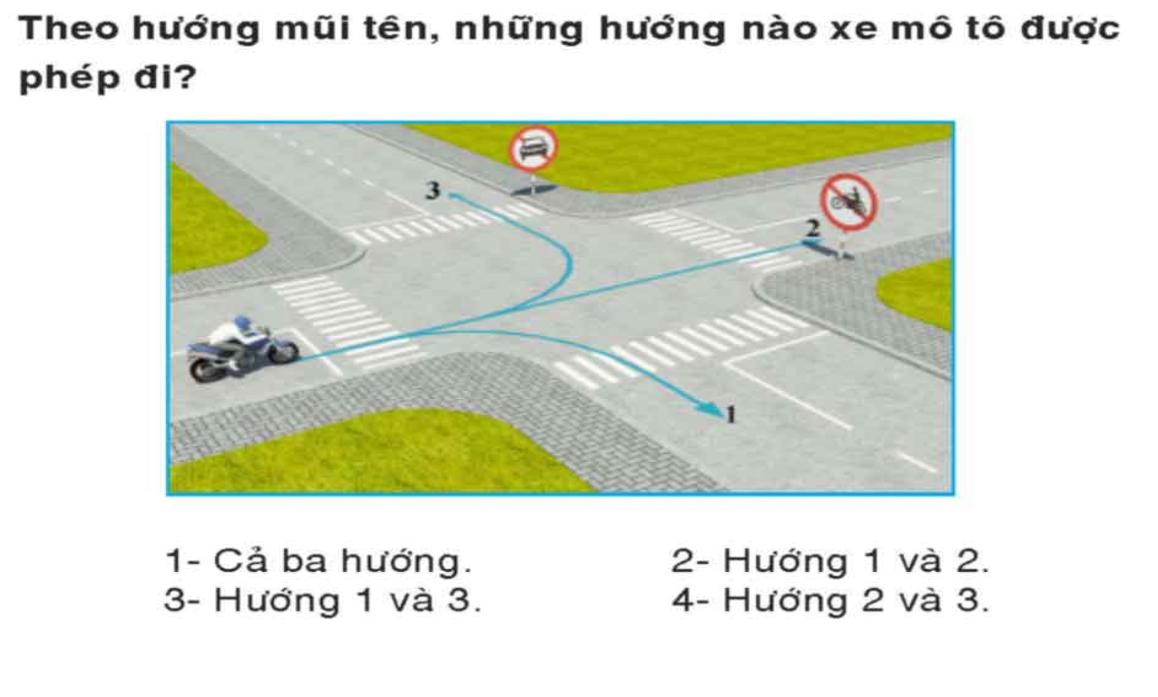 Theo hướng mũi tên, những hướng nào xe mô tô được
phép đi?
3
2
1
1- Cả ba hướng.
2- Hướng 1 và 2.
3- Hướng 1 và 3.
4- Hướng 2 và 3.